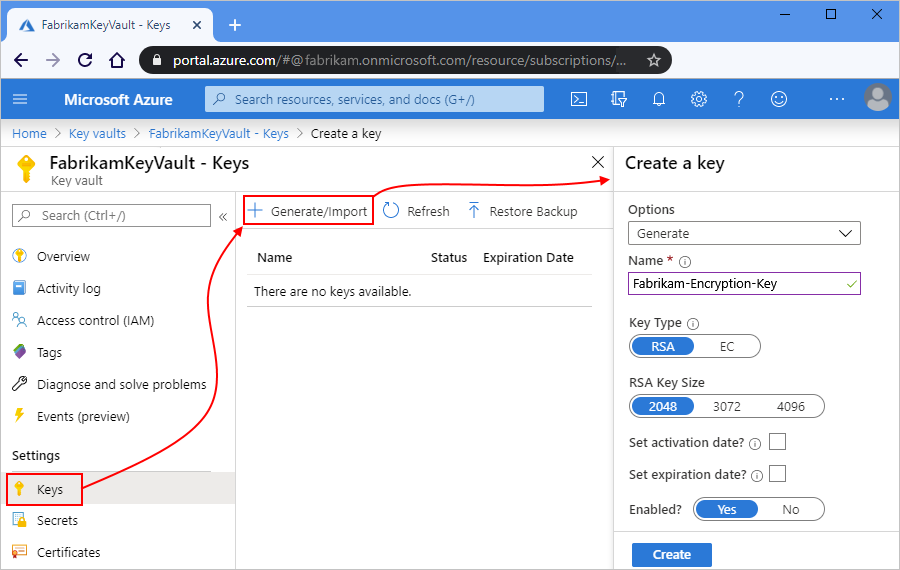 FabrikamKeyVault - Keys
portal.azure.com/#@fabrikam.onmicrosoft.com/resource/subscriptions/...
Microsoft Azure
Search resources, services, and docs (G+/)
Home > Key vaults > FabrikamKeyVault - Keys > Create a key
FabrikamKeyVault - Keys
Key vault
Search (Ctrl+/)
Overview
Activity log
Access control (IAM)
Tags
Diagnose and solve problems
Events (preview)
Settings
Keys
Secrets
Certificates
Generate/Import Refresh Restore Backup
Name Status Expiration Date
There are no keys available.
Create a key
Options
Generate
Name *
Fabrikam-Encryption-Key
Key Type
RSA EC
RSA Key Size
2048 3072 4096
Set activation date?
Set expiration date?
Enabled? Yes No
Create